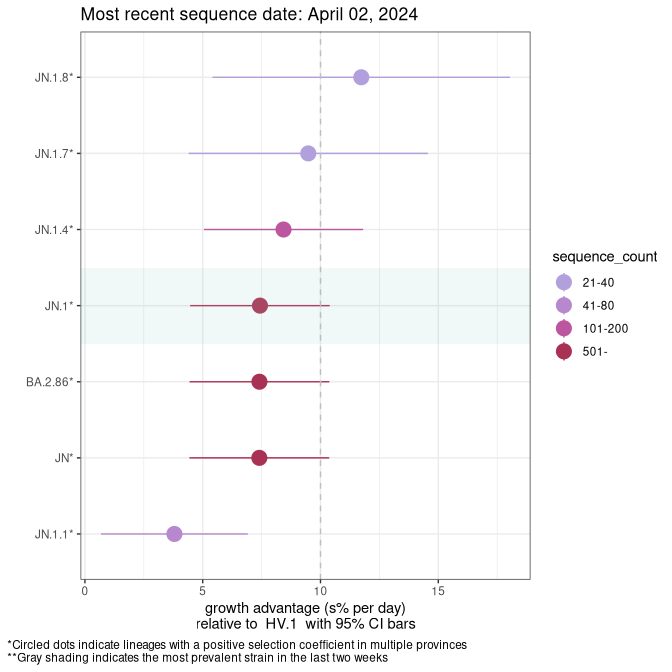 Most recent sequence date: April 02, 2024
JN.1.8*
JN.1.7*
JN.1.4*
JN.1*
BA.2.86*
JN*
JN.1.1*
0 5 10 15
growth advantage (s% per day)
relative to HV.1 with 95% CI bars
sequence_count
21-40
41-80
101-200
501-
*Circled dots indicate lineages with a positive selection coefficient in multiple provinces
**Gray shading indicates the most prevalent strain in the last two weeks